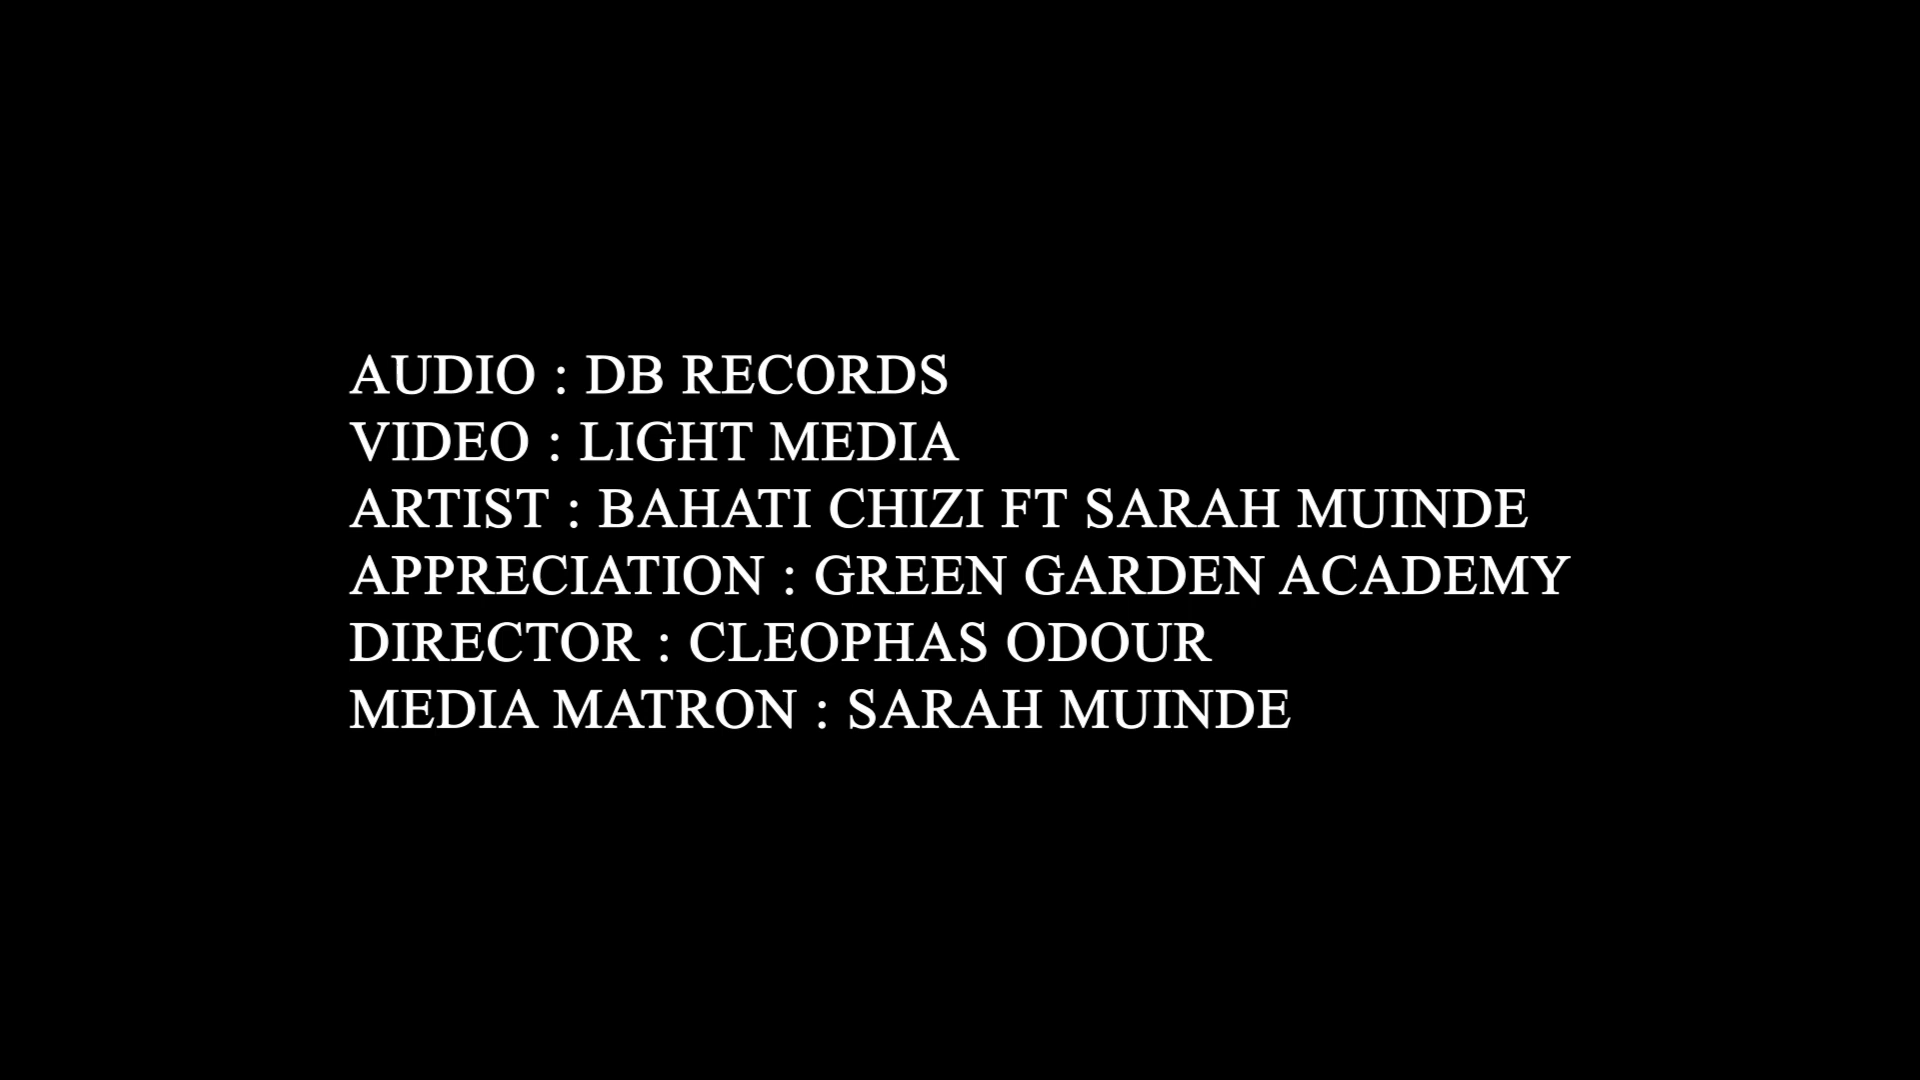 AUDIO : DB RECORDS
VIDEO : LIGHT MEDIA
ARTIST : BAHATI CHIZI FT SARAH MUINDE
APPRECIATION : GREEN GARDEN ACADEMY
DIRECTOR : CLEOPHAS ODOUR
MEDIA MATRON : SARAH MUINDE